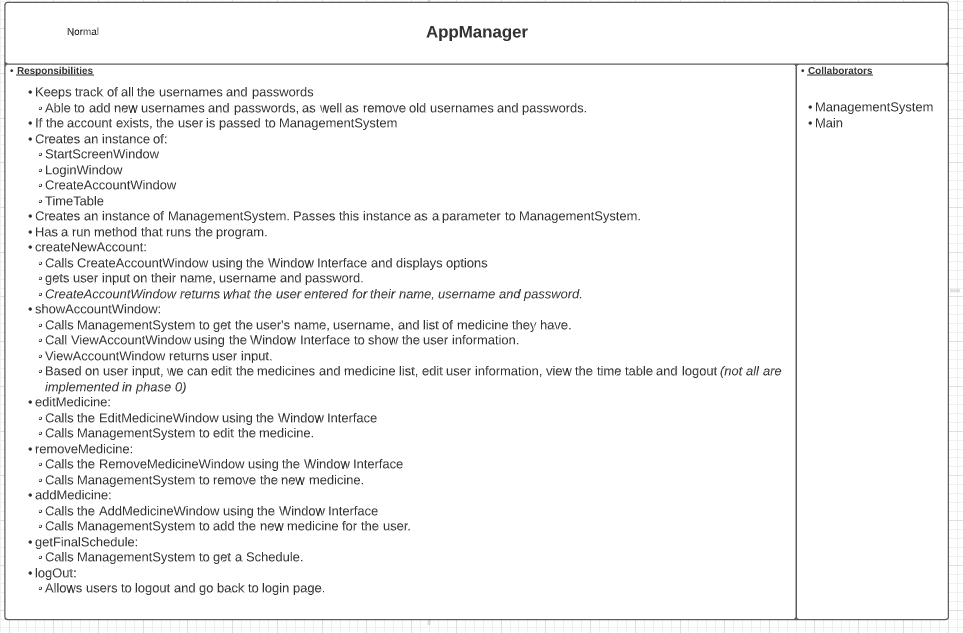 Normal
AppManager
• Responsibilities
• Keeps track of all the usernames and passwords
▫ Able to add new usernames and passwords, as well as remove old usernames and passwords.
• If the account exists, the user is passed to ManagementSystem
• Creates an instance of:
▫ StartScreenWindow
▫ LoginWindow
▫ CreateAccountWindow
▫ TimeTable
• Creates an instance of ManagementSystem. Passes this instance as a parameter to ManagementSystem.
• Has a run method that runs the program.
• createNewAccount:
▫ Calls CreateAccountWindow using the Window Interface and displays options
▫ gets user input on their name, username and password.
▫ CreateAccountWindow returns what the user entered for their name, username and password.
• showAccountWindow:
▫ Calls ManagementSystem to get the user's name, username, and list of medicine they have.
▫ Call ViewAccountWindow using the Window Interface to show the user information.
▫ ViewAccountWindow returns user input.
▫ Based on user input, we can edit the medicines and medicine list, edit user information, view the time table and logout (not all are
implemented in phase 0)
• editMedicine:
▫ Calls the EditMedicineWindow using the Window Interface
▫ Calls ManagementSystem to edit the medicine.
• removeMedicine:
▫ Calls the RemoveMedicineWindow using the Window Interface
▫ Calls ManagementSystem to remove the new medicine.
• addMedicine:
▫ Calls the AddMedicineWindow using the Window Interface
▫ Calls ManagementSystem to add the new medicine for the user.
• getFinalSchedule:
▫ Calls ManagementSystem to get a Schedule.
• logOut:
▫ Allows users to logout and go back to login page.
• Collaborators
• ManagementSystem
• Main